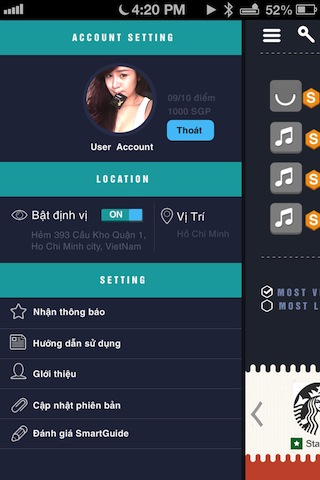 4:20 PM
ACCOUNT SETTING
09/10 điểm
1000 SGP
Thoát
User Account
LOCATION
Bật định vị
ON
Vị Trí
Hẻm 393 Cầu Kho Quận 1,
Ho Chi Minh city, VietNam
Hồ Chí Minh
SETTING
Nhận thông báo
Hướng dẫn sử dụng
Giới thiệu
Cập nhật phiên bản
Đánh giá SmartGuide
S
S
S
S
MOST V
MOST L
Sta